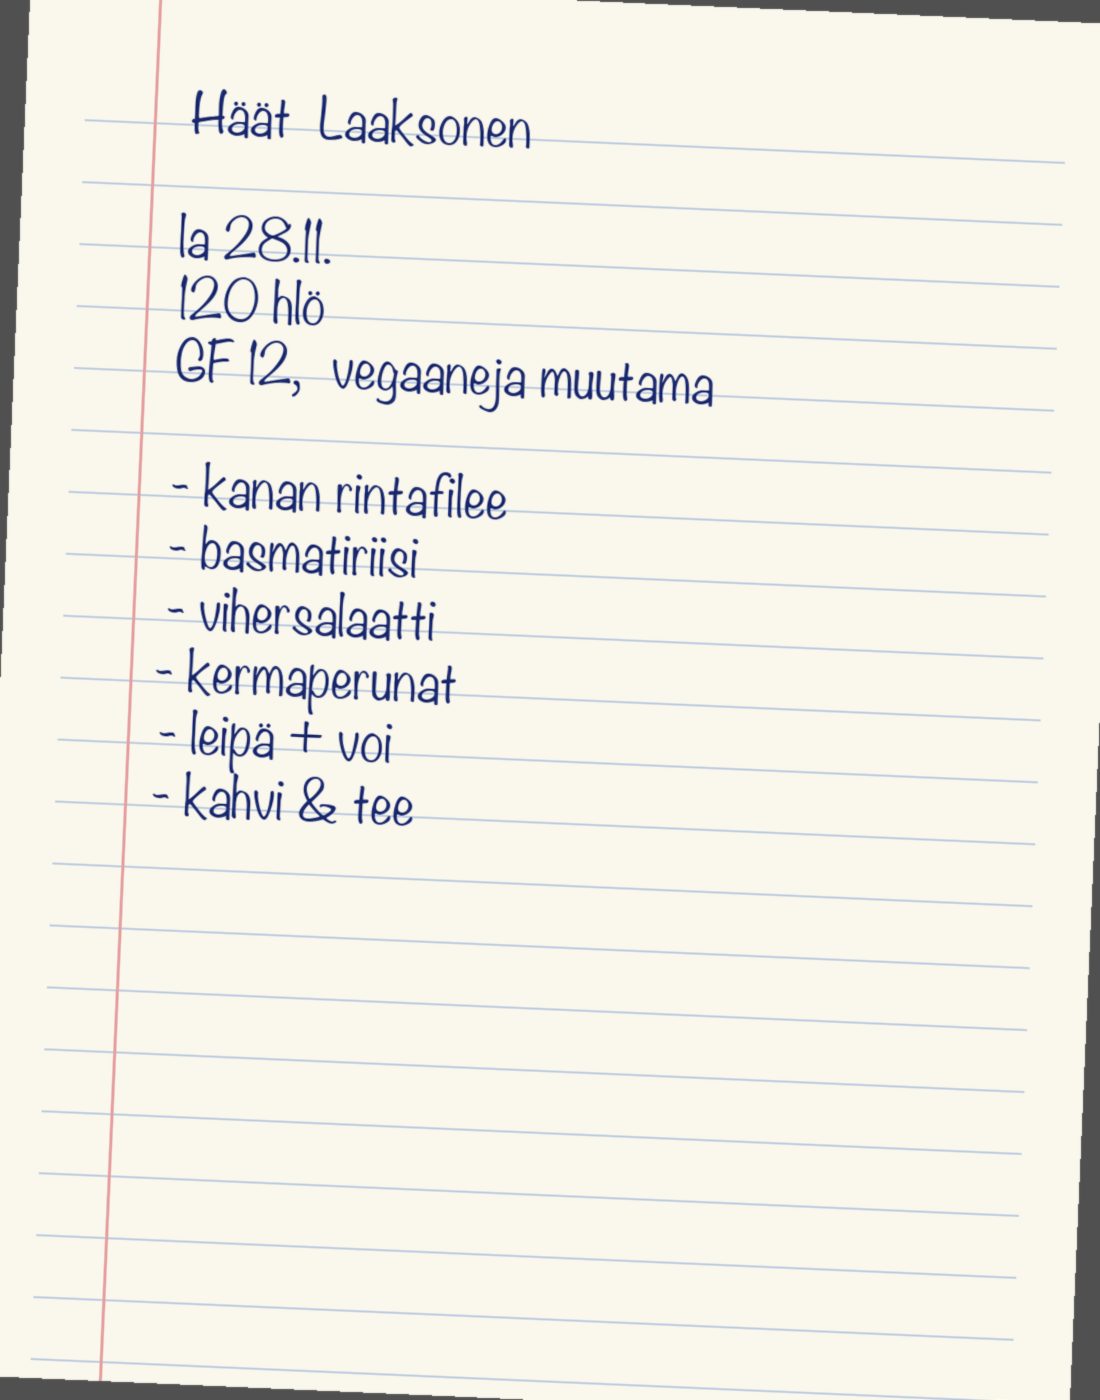 Häät Laaksonen
la 28.11.
120 hlö
GF 12, vegaaneja muutama
- kanan rintafilee
- basmatiriisi
- vihersalaatti
- kermaperunat
- leipä + voi
- kahvi & tee